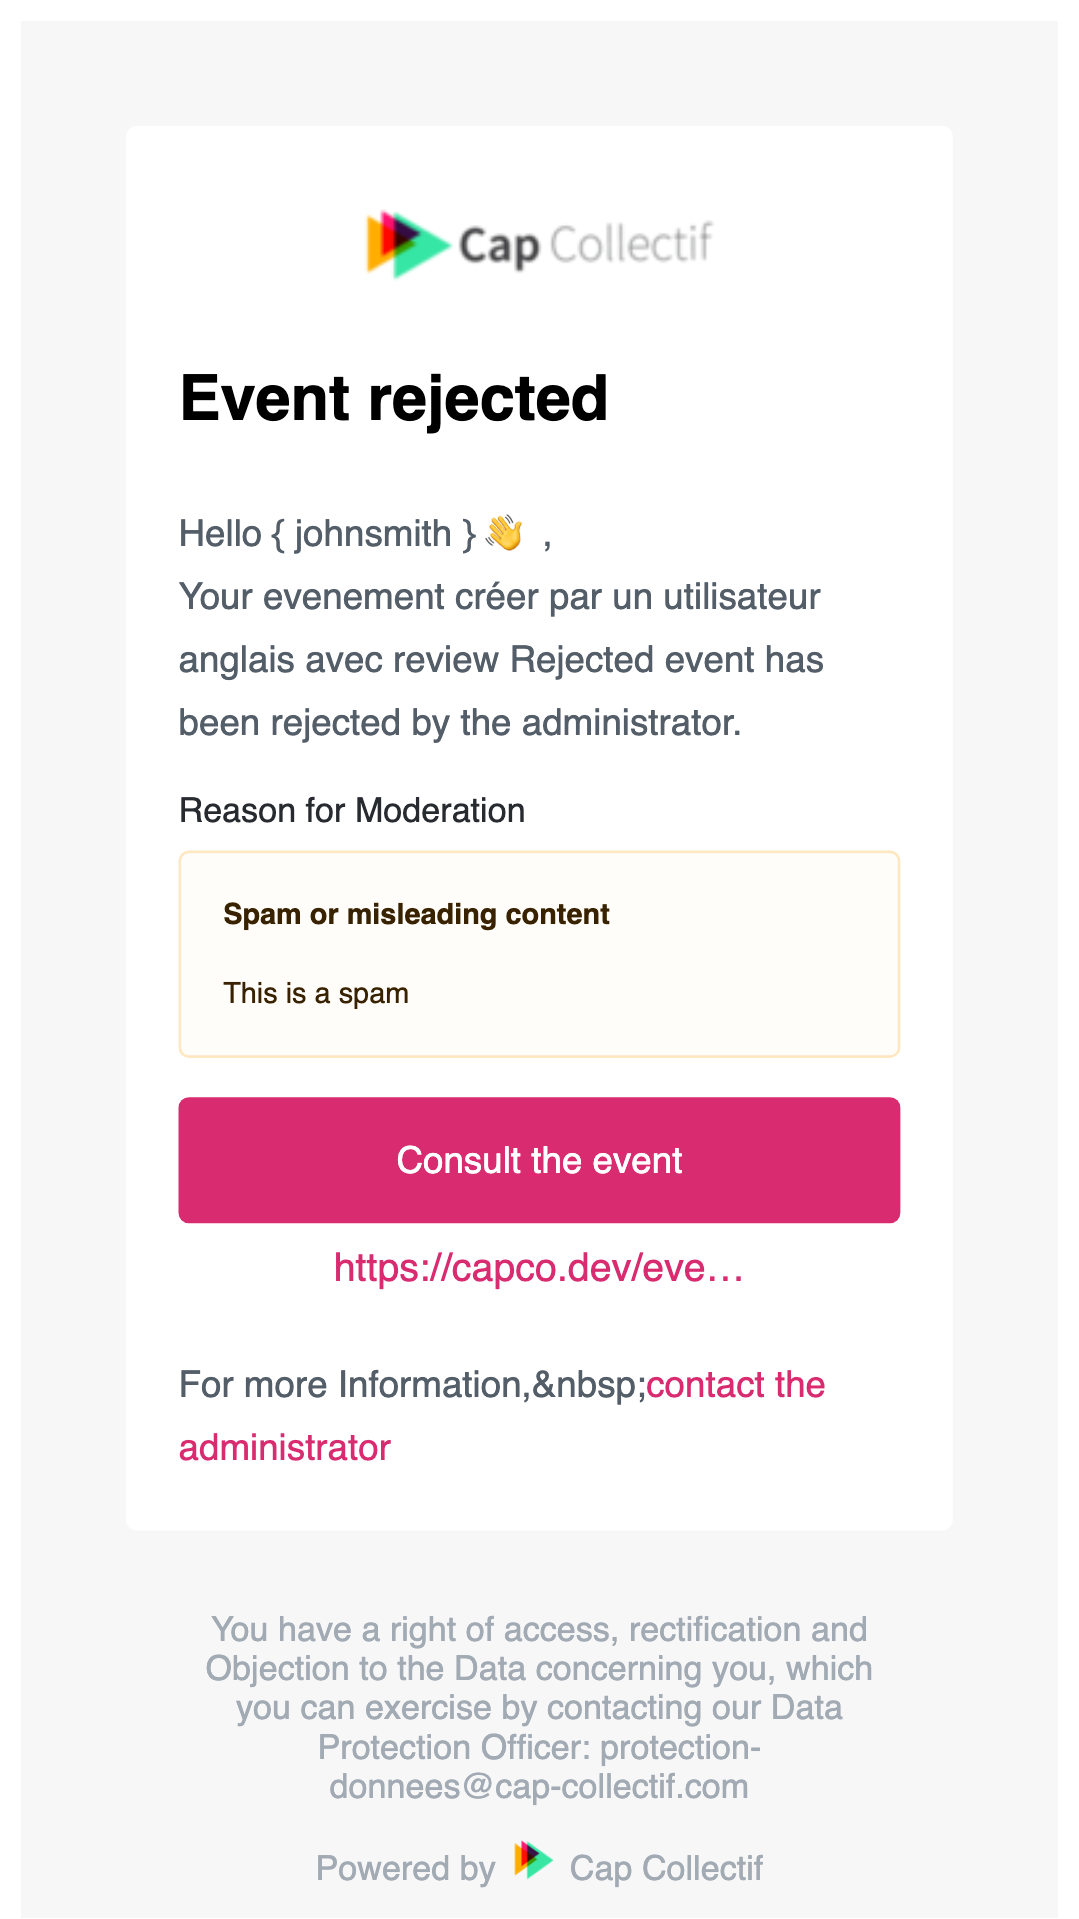 Cap Collectif
Event rejected
Hello { johnsmith } 👋 ,
Your evenement créer par un utilisateur
anglais avec review Rejected event has
been rejected by the administrator.
Reason for Moderation
Spam or misleading content
This is a spam
Consult the event
https://capco.dev/eve…
For more Information,&nbsp;contact the
administrator
You have a right of access, rectification and
Objection to the Data concerning you, which
you can exercise by contacting our Data
Protection Officer: protection-
donnees@cap-collectif.com
Powered by Cap Collectif